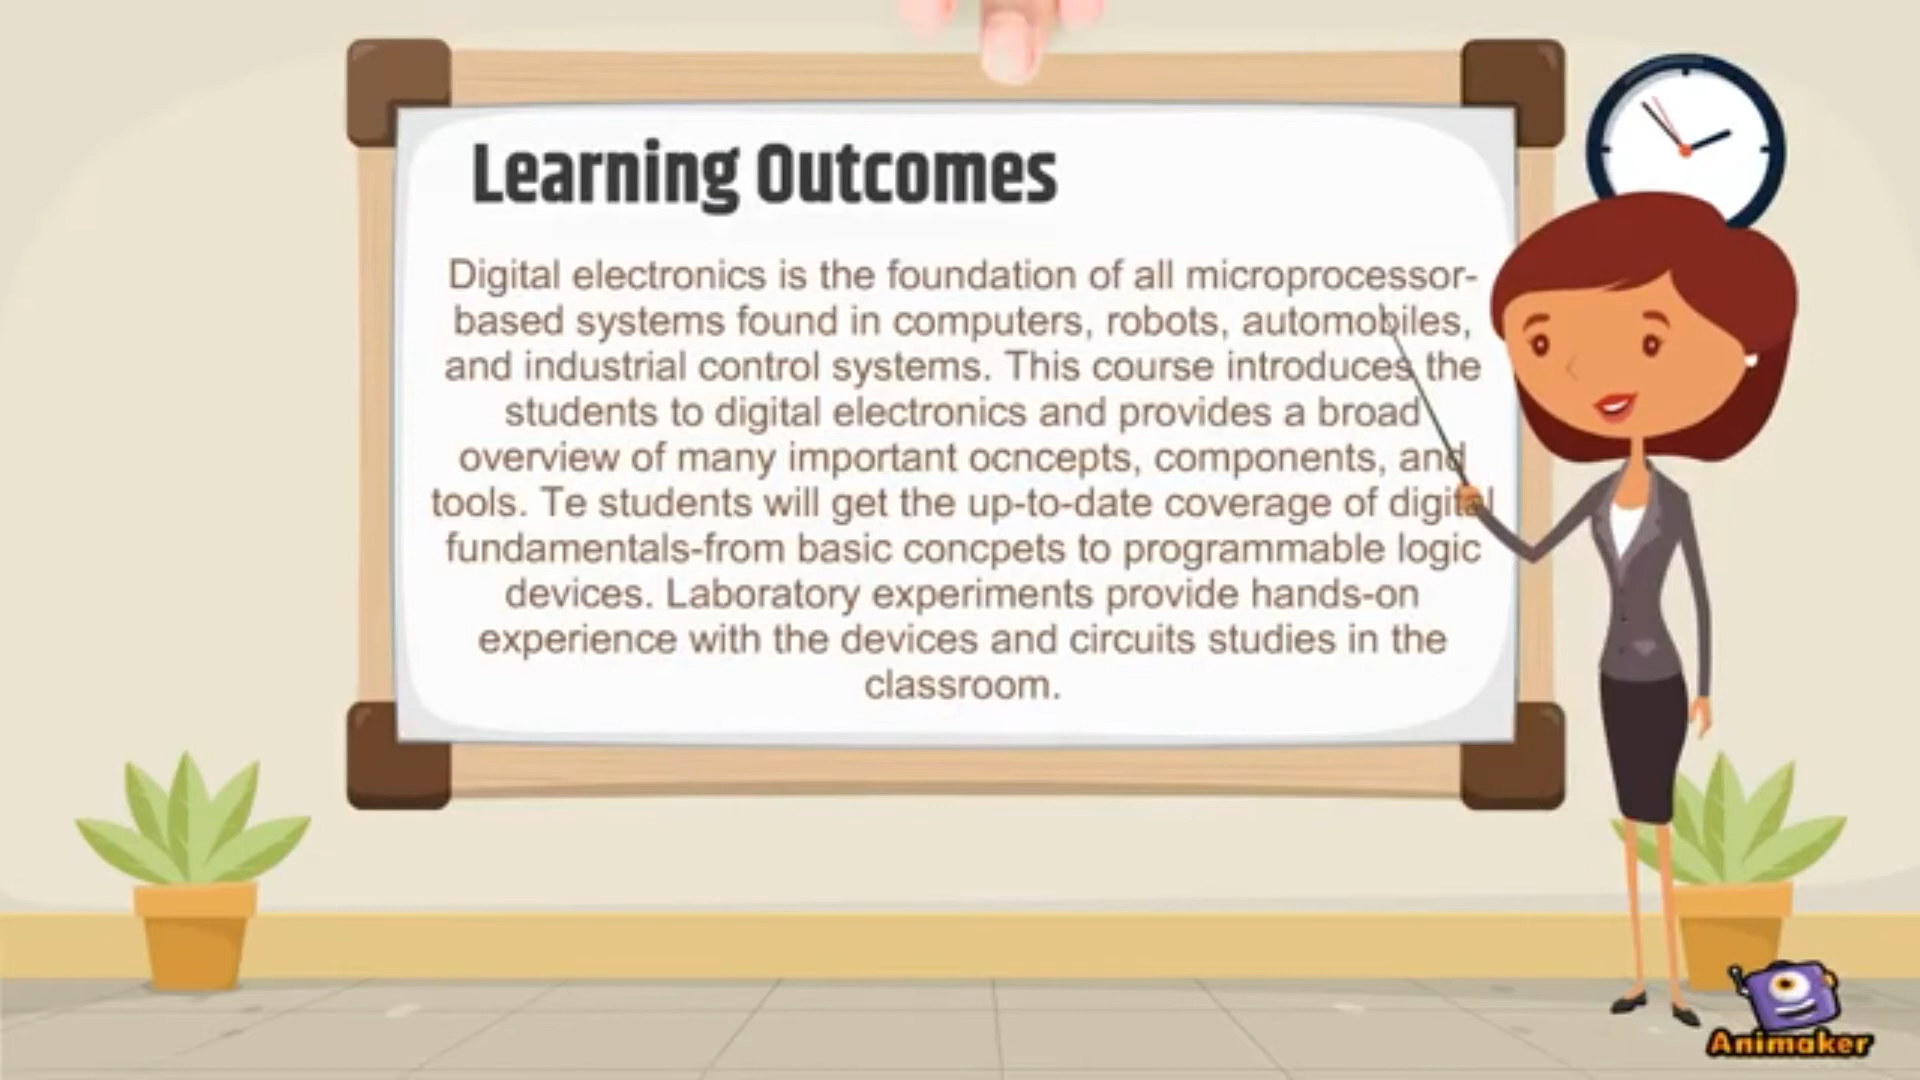 Learning Outcomes
Digital electronics is the foundation of all microprocessor-
based systems found in computers, robots, automobiles,
and industrial control systems. This course introduces the
students to digital electronics and provides a broad
overview of many important ocncepts, components, and
tools. Te students will get the up-to-date coverage of digital
fundamentals-from basic concpets to programmable logic
devices. Laboratory experiments provide hands-on
experience with the devices and circuits studies in the
classroom.
Animaker